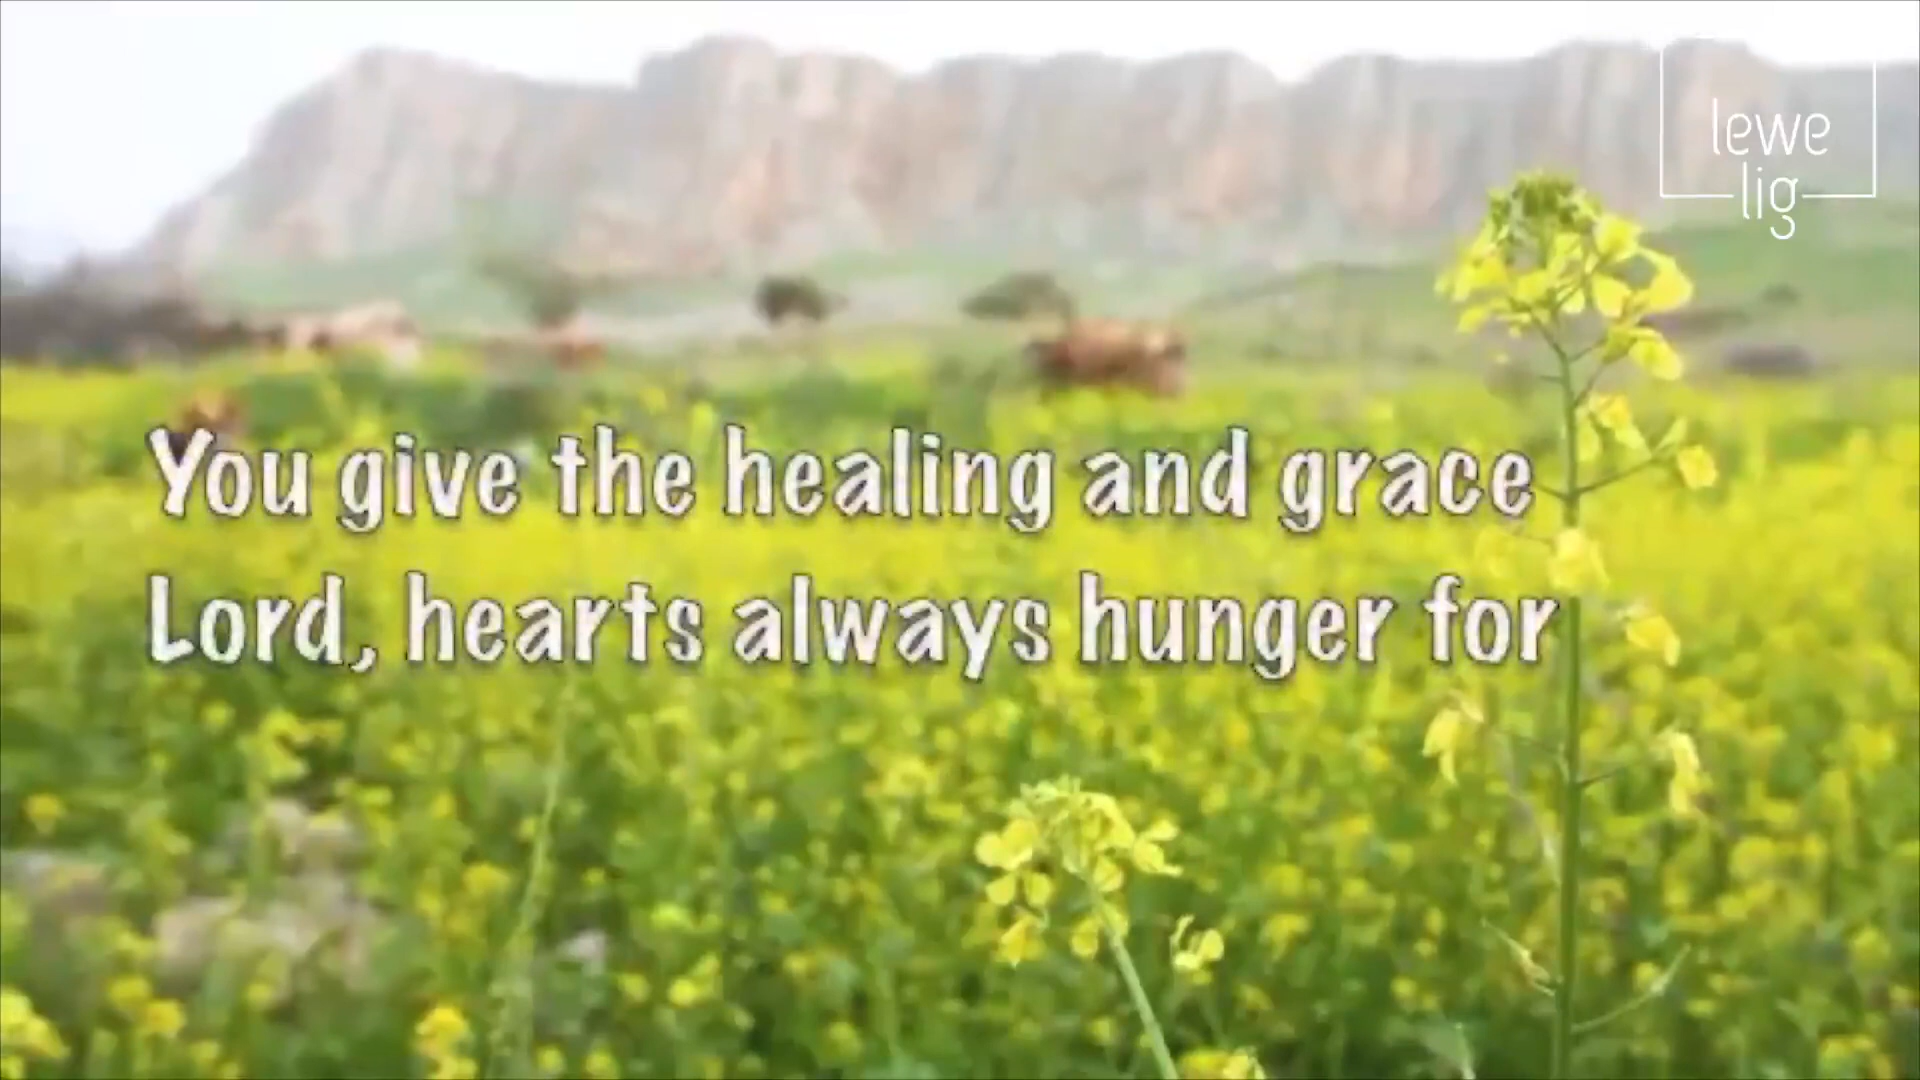 lewe
lig
You give the healing and grace
Lord, hearts always hunger for